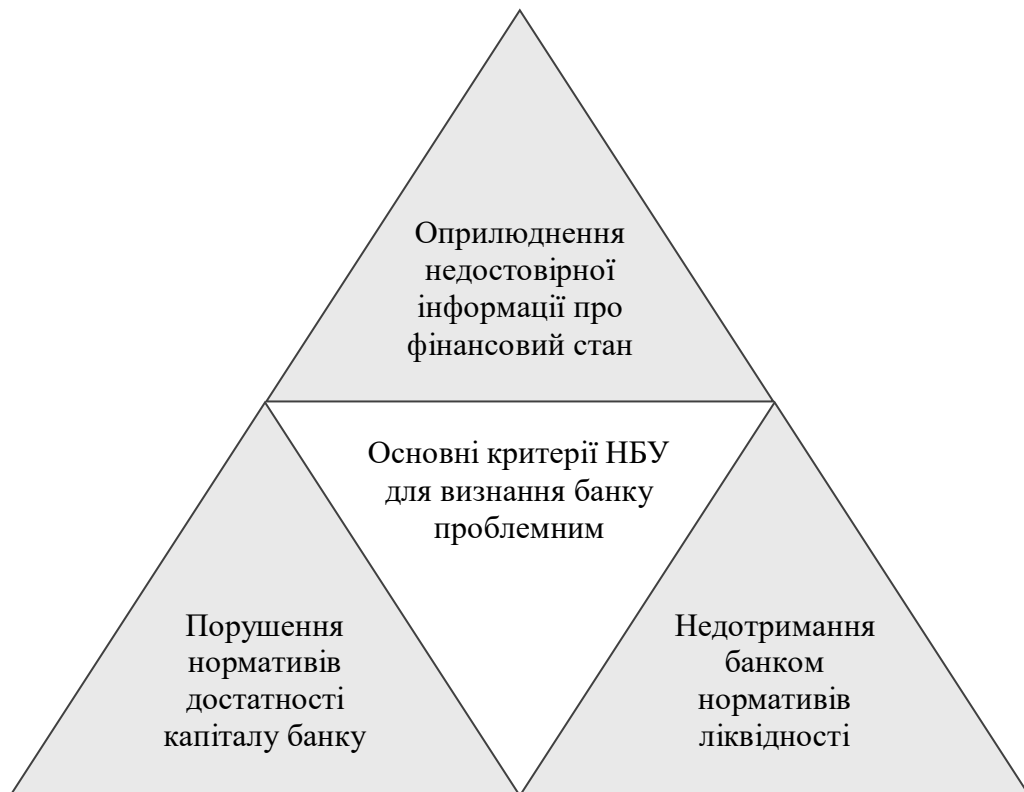 Оприлюднення
недостовірної
інформації про
фінансовий стан
Основні критерії НБУ
для визнання банку
проблемним
Порушення
нормативів
достатності
капіталу банку
Недотримання
банком
нормативів
ліквідності